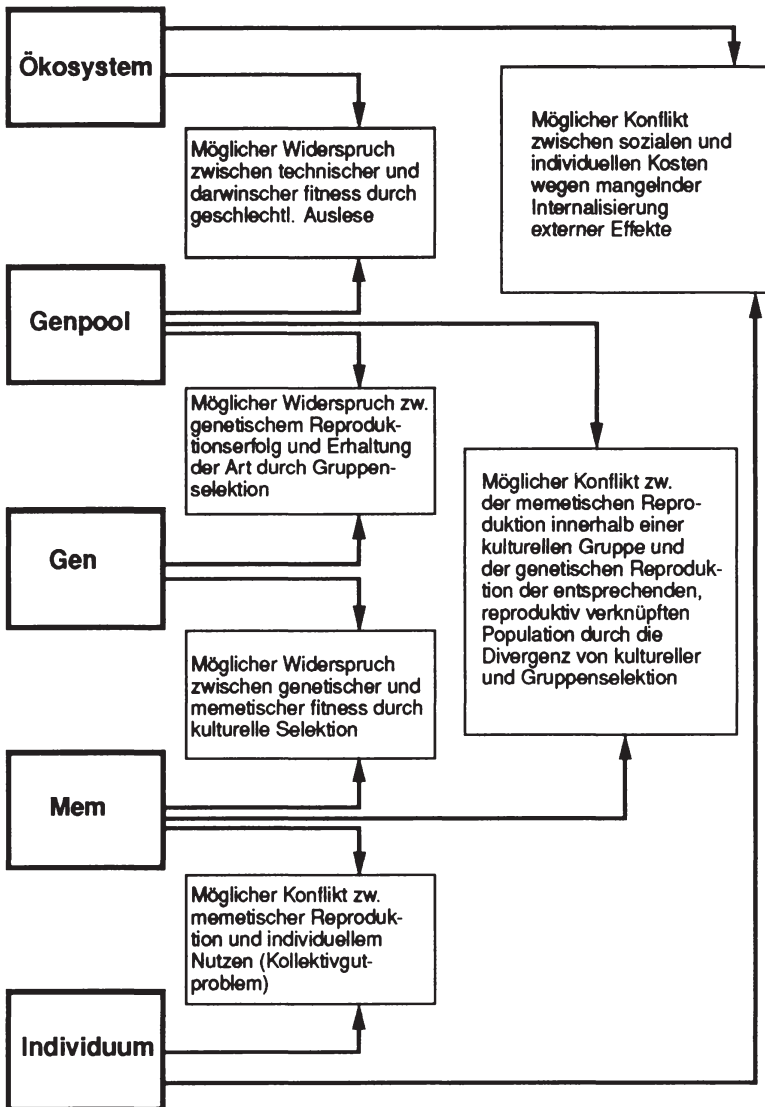 Ökosystem
Möglicher Konflikt
zwischen sozialen und
individuellen Kosten
wegen mangelnder
Internalisierung
externer Effekte
Möglicher Widerspruch
zwischen technischer und
darwinscher fitness durch
geschlechtl. Auslese
Genpool
Möglicher Widerspruch zw.
genetischem Reproduk-
tionserfolg und Erhaltung
der Art durch Gruppen-
selektion
Möglicher Konflikt zw.
der memetischen Repro-
duktion innerhalb einer
kulturellen Gruppe und
der genetischen Reproduk-
tion der entsprechenden,
reproduktiv verknüpften
Population durch die
Divergenz von kultureller
und Gruppenselektion
Gen
Möglicher Widerspruch
zwischen genetischer und
memetischer fitness durch
kulturelle Selektion
Mem
Möglicher Konflikt zw.
memetischer Reproduk-
tion und individuellem
Nutzen (Kollektivgut-
problem)
Individuum